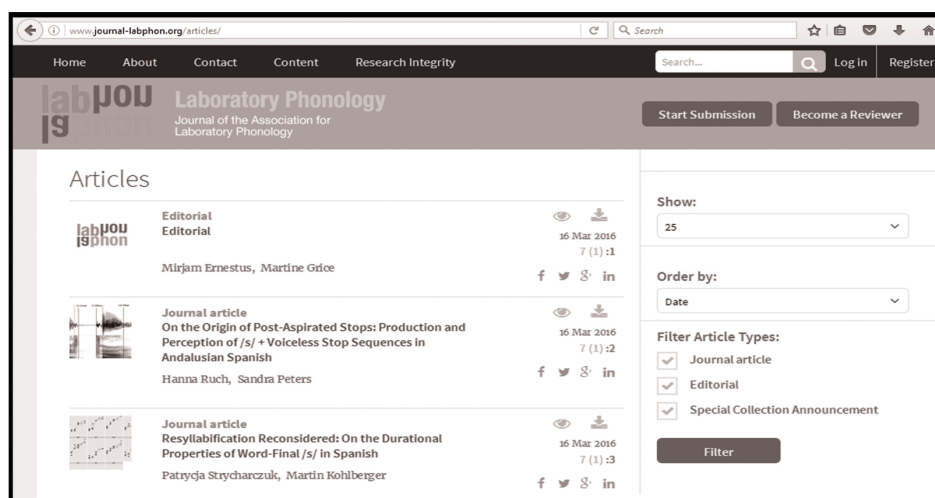 www.journal-labphon.org/articles/
Search
Home About Contact Content Research Integrity
Search... Log in Register
labphon
Laboratory Phonology
Journal of the Association for
Laboratory Phonology
Start Submission Become a Reviewer
Articles
Editorial
Editorial
16 Mar 2016
7 (1) :1
labphon
Mirjam Ernestus, Martine Grice
Journal article
On the Origin of Post-Aspirated Stops: Production and
Perception of /s/ + Voiceless Stop Sequences in
Andalusian Spanish
16 Mar 2016
7 (1) :2
Hanna Ruch, Sandra Peters
Journal article
Resyllabification Reconsidered: On the Durational
Properties of Word-Final /s/ in Spanish
16 Mar 2016
7 (1) :3
Patrycja Strycharczuk, Martin Kohlberger
Show:
25
Order by:
Date
Filter Article Types:
Journal article
Editorial
Special Collection Announcement
Filter